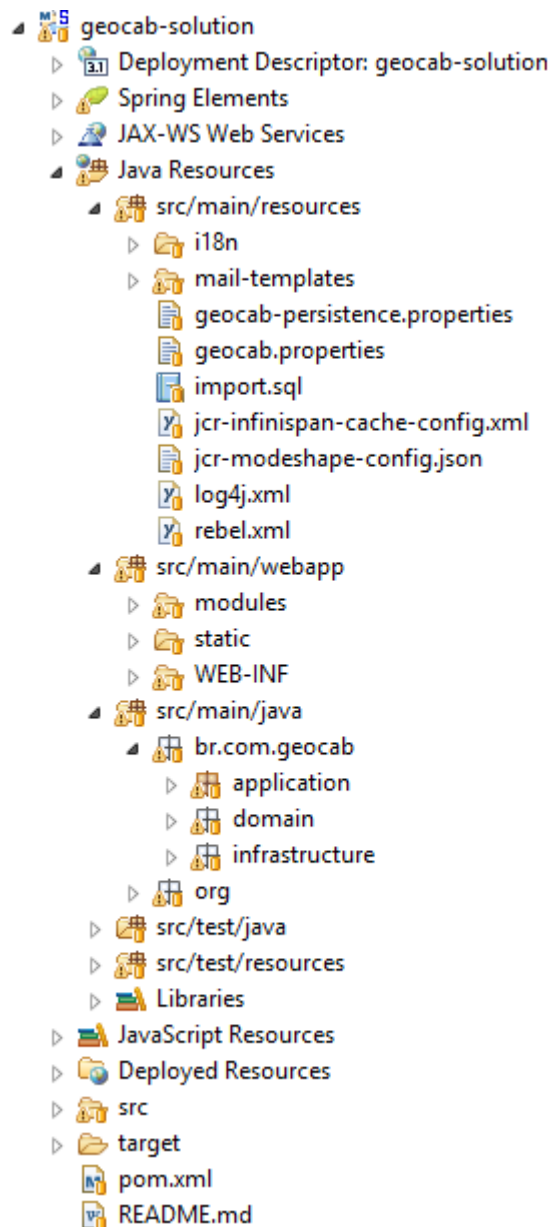 geocab-solution
Deployment Descriptor: geocab-solution
Spring Elements
JAX-WS Web Services
Java Resources
src/main/resources
i18n
mail-templates
geocab-persistence.properties
geocab.properties
import.sql
jcr-infinispan-cache-config.xml
jcr-modeshape-config.json
log4j.xml
rebel.xml
src/main/webapp
modules
static
WEB-INF
src/main/java
br.com.geocab
application
domain
infrastructure
org
src/test/java
src/test/resources
Libraries
JavaScript Resources
Deployed Resources
src
target
pom.xml
README.md